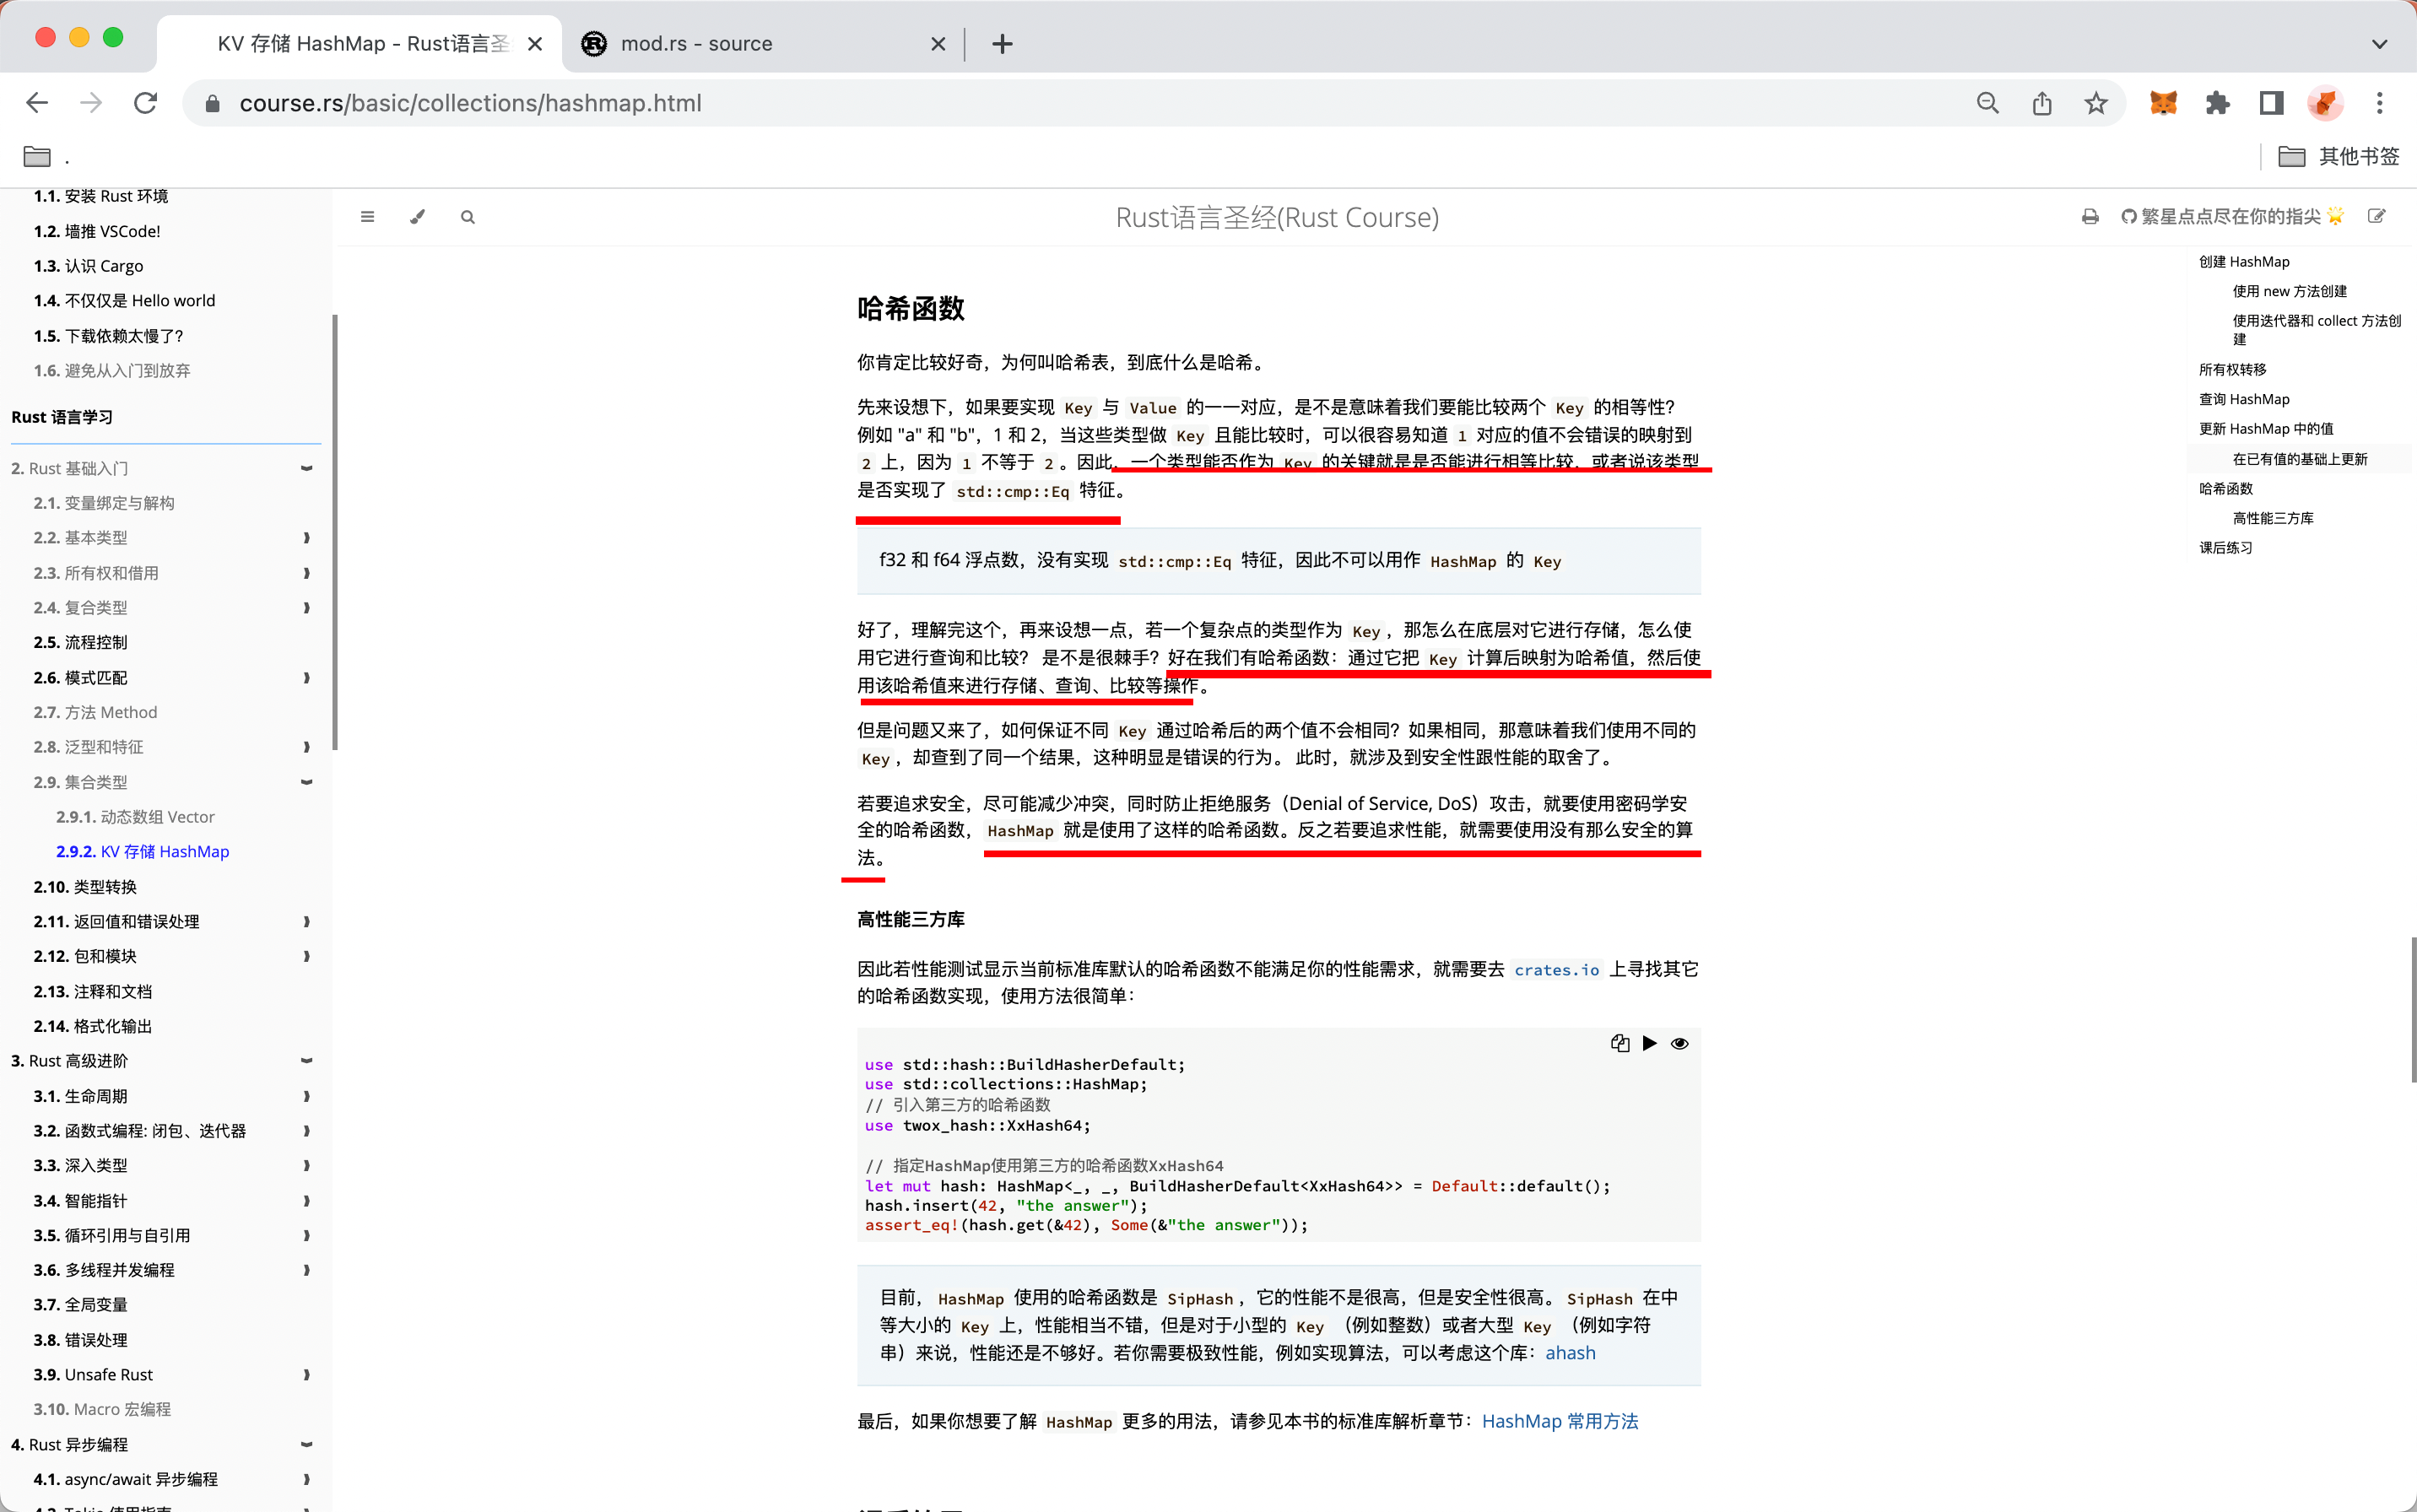 KV 存储 HashMap - Rust语言圣
mod.rs - source
course.rs/basic/collections/hashmap.html
.
其他书签
1.1. 安装 Rust 环境
1.2. 墙推 VSCode!
1.3. 认识 Cargo
1.4. 不仅仅是 Hello world
1.5. 下载依赖太慢了?
1.6. 避免从入门到放弃
Rust 语言学习
2. Rust 基础入门
2.1. 变量绑定与解构
2.2. 基本类型
2.3. 所有权和借用
2.4. 复合类型
2.5. 流程控制
2.6. 模式匹配
2.7. 方法 Method
2.8. 泛型和特征
2.9. 集合类型
2.9.1. 动态数组 Vector
2.9.2. KV 存储 HashMap
2.10. 类型转换
2.11. 返回值和错误处理
2.12. 包和模块
2.13. 注释和文档
2.14. 格式化输出
3. Rust 高级进阶
3.1. 生命周期
3.2. 函数式编程: 闭包、迭代器
3.3. 深入类型
3.4. 智能指针
3.5. 循环引用与自引用
3.6. 多线程并发编程
3.7. 全局变量
3.8. 错误处理
3.9. Unsafe Rust
3.10. Macro 宏编程
4. Rust 异步编程
4.1. async/await 异步编程
4.2. Tokio 使用指南
Rust语言圣经(Rust Course)
繁星点点尽在你的指尖 🌟
哈希函数
你肯定比较好奇，为何叫哈希表，到底什么是哈希。
先来设想下，如果要实现 Key 与 Value 的一一对应，是不是意味着我们要能比较两个 Key 的相等性？
例如 "a" 和 "b"，1 和 2，当这些类型做 Key 且能比较时，可以很容易知道 1 对应的值不会错误的映射到
2 上，因为 1 不等于 2 。因此，一个类型能否作为 Key 的关键就是是否能进行相等比较，或者说该类型
是否实现了 std::cmp::Eq 特征。
f32 和 f64 浮点数，没有实现 std::cmp::Eq 特征，因此不可以用作 HashMap 的 Key
好了，理解完这个，再来设想一点，若一个复杂点的类型作为 Key，那怎么在底层对它进行存储，怎么使
用它进行查询和比较？ 是不是很棘手？好在我们有哈希函数：通过它把 Key 计算后映射为哈希值，然后使
用该哈希值来进行存储、查询、比较等操作。
但是问题又来了，如何保证不同 Key 通过哈希后的两个值不会相同？如果相同，那意味着我们使用不同的
Key，却查到了同一个结果，这种明显是错误的行为。 此时，就涉及到安全性跟性能的取舍了。
若要追求安全，尽可能减少冲突，同时防止拒绝服务（Denial of Service, DoS）攻击，就要使用密码学安
全的哈希函数，HashMap 就是使用了这样的哈希函数。反之若要追求性能，就需要使用没有那么安全的算
法。
高性能三方库
因此若性能测试显示当前标准库默认的哈希函数不能满足你的性能需求，就需要去 crates.io 上寻找其它
的哈希函数实现，使用方法很简单：
use std::hash::BuildHasherDefault;
use std::collections::HashMap;
// 引入第三方的哈希函数
use twox_hash::XxHash64;
// 指定HashMap使用第三方的哈希函数XxHash64
let mut hash: HashMap<_, _, BuildHasherDefault<XxHash64>> = Default::default();
hash.insert(42, "the answer");
assert_eq!(hash.get(&42), Some(&"the answer"));
目前，HashMap 使用的哈希函数是 SipHash，它的性能不是很高，但是安全性很高。SipHash 在中
等大小的 Key 上，性能相当不错，但是对于小型的 Key （例如整数）或者大型 Key （例如字符
串）来说，性能还是不够好。若你需要极致性能，例如实现算法，可以考虑这个库：ahash
最后，如果你想要了解 HashMap 更多的用法，请参见本书的标准库解析章节：HashMap 常用方法
创建 HashMap
使用 new 方法创建
使用迭代器和 collect 方法创
建
所有权转移
查询 HashMap
更新 HashMap 中的值
在已有值的基础上更新
哈希函数
高性能三方库
课后练习